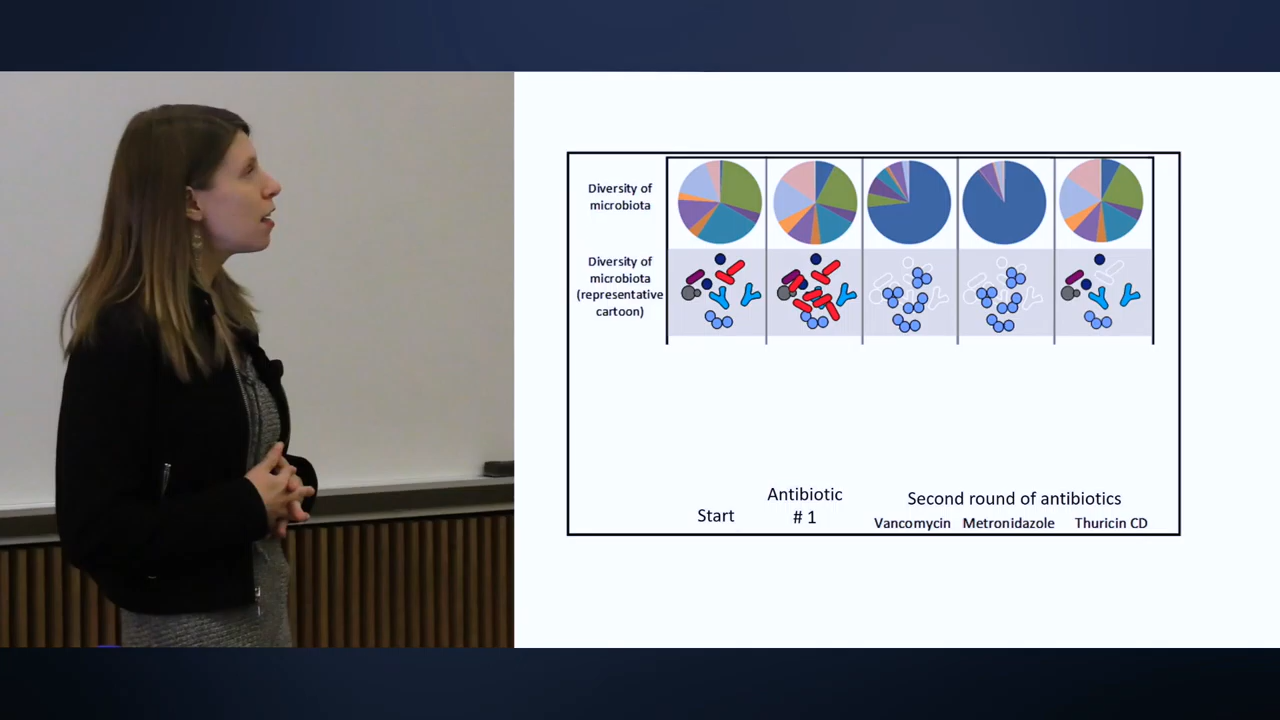 Diversity of
microbiota
Diversity of
microbiota
(representative
cartoon)
Start
Antibiotic
# 1
Second round of antibiotics
Vancomycin
Metronidazole
Thuricin CD